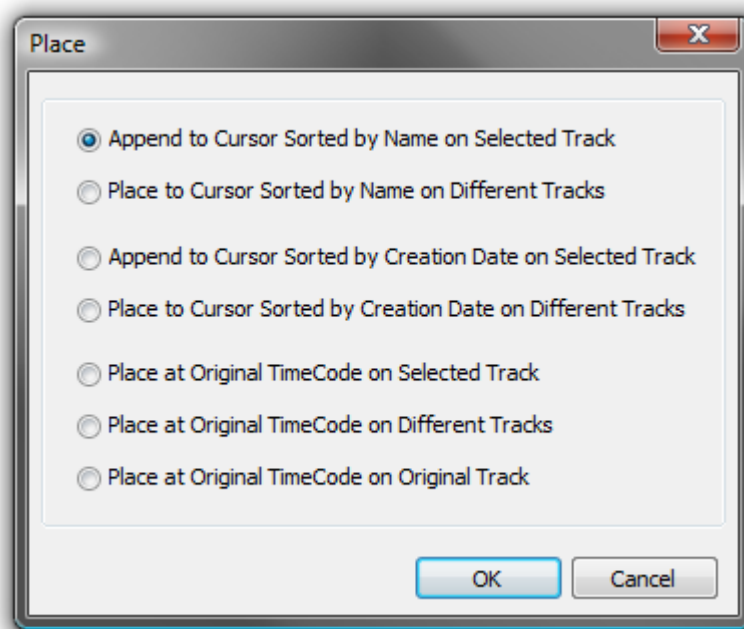 Place
Append to Cursor Sorted by Name on Selected Track
Place to Cursor Sorted by Name on Different Tracks
Append to Cursor Sorted by Creation Date on Selected Track
Place to Cursor Sorted by Creation Date on Different Tracks
Place at Original TimeCode on Selected Track
Place at Original TimeCode on Different Tracks
Place at Original TimeCode on Original Track
OK Cancel